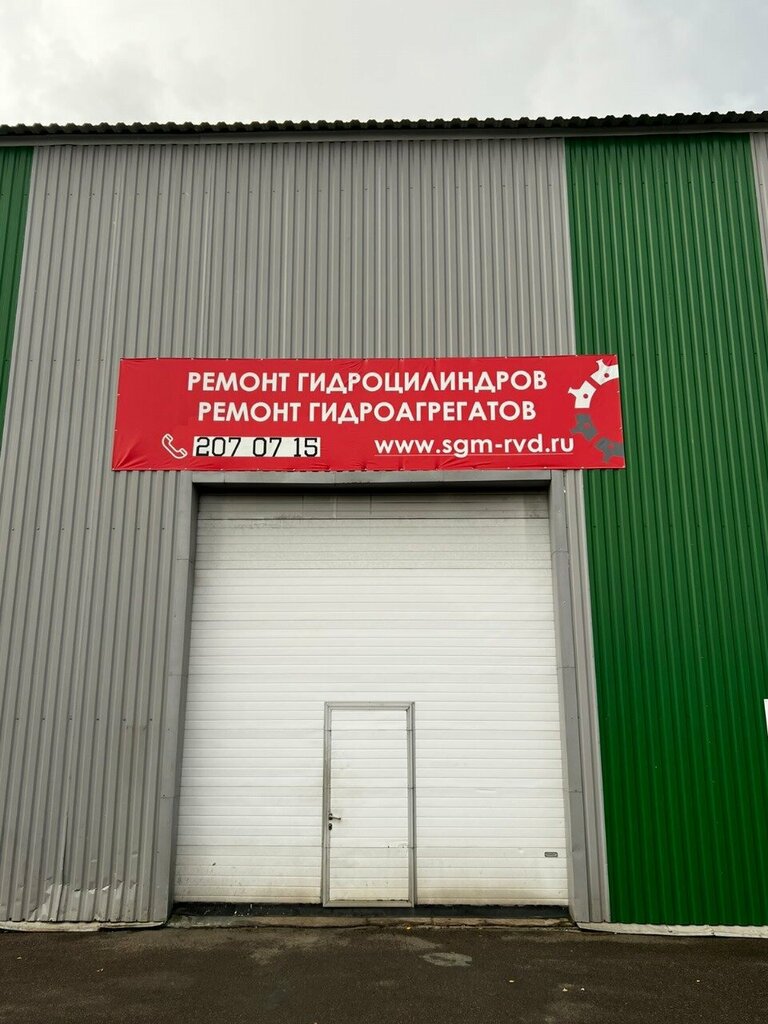 РЕМОНТ ГИДРОЦИЛИНДРОВ
РЕМОНТ ГИДРОАГРЕГАТОВ
207 07 15 www.sgm-rvd.ru